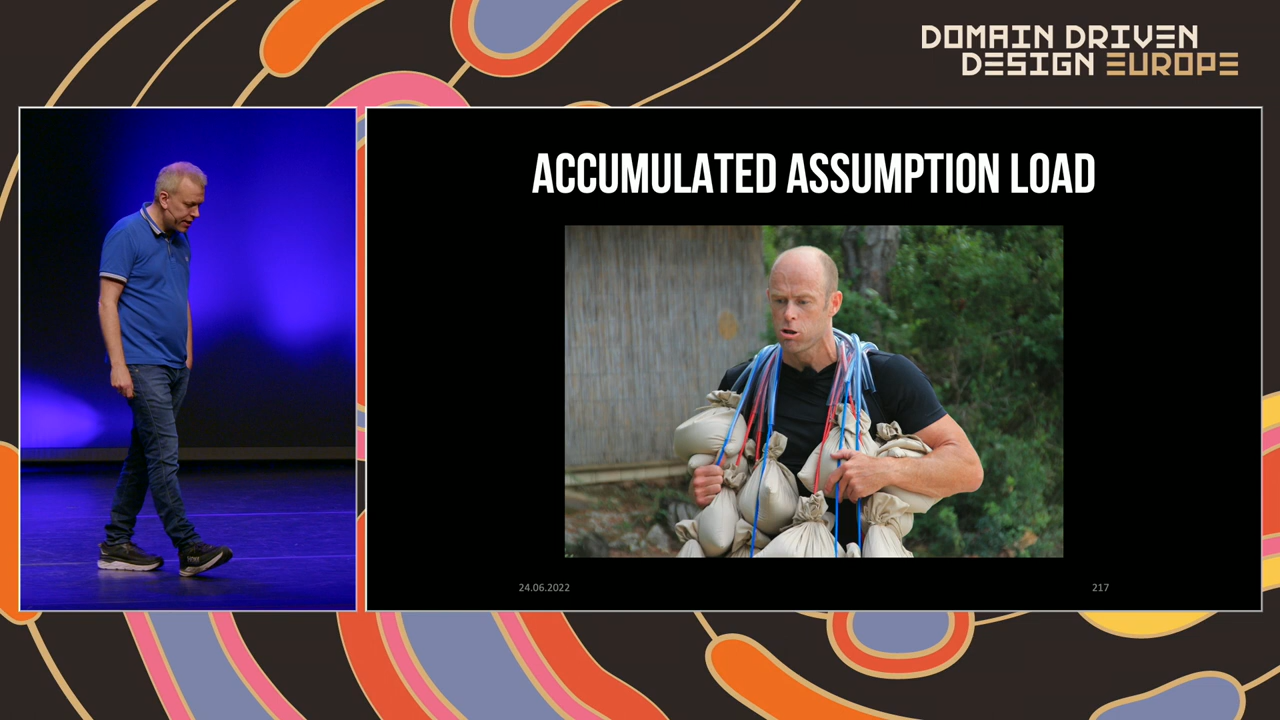 DOMAIN DRIVEN
DESIGN EUROPE
ACCUMULATED ASSUMPTION LOAD
24.06.2022
217